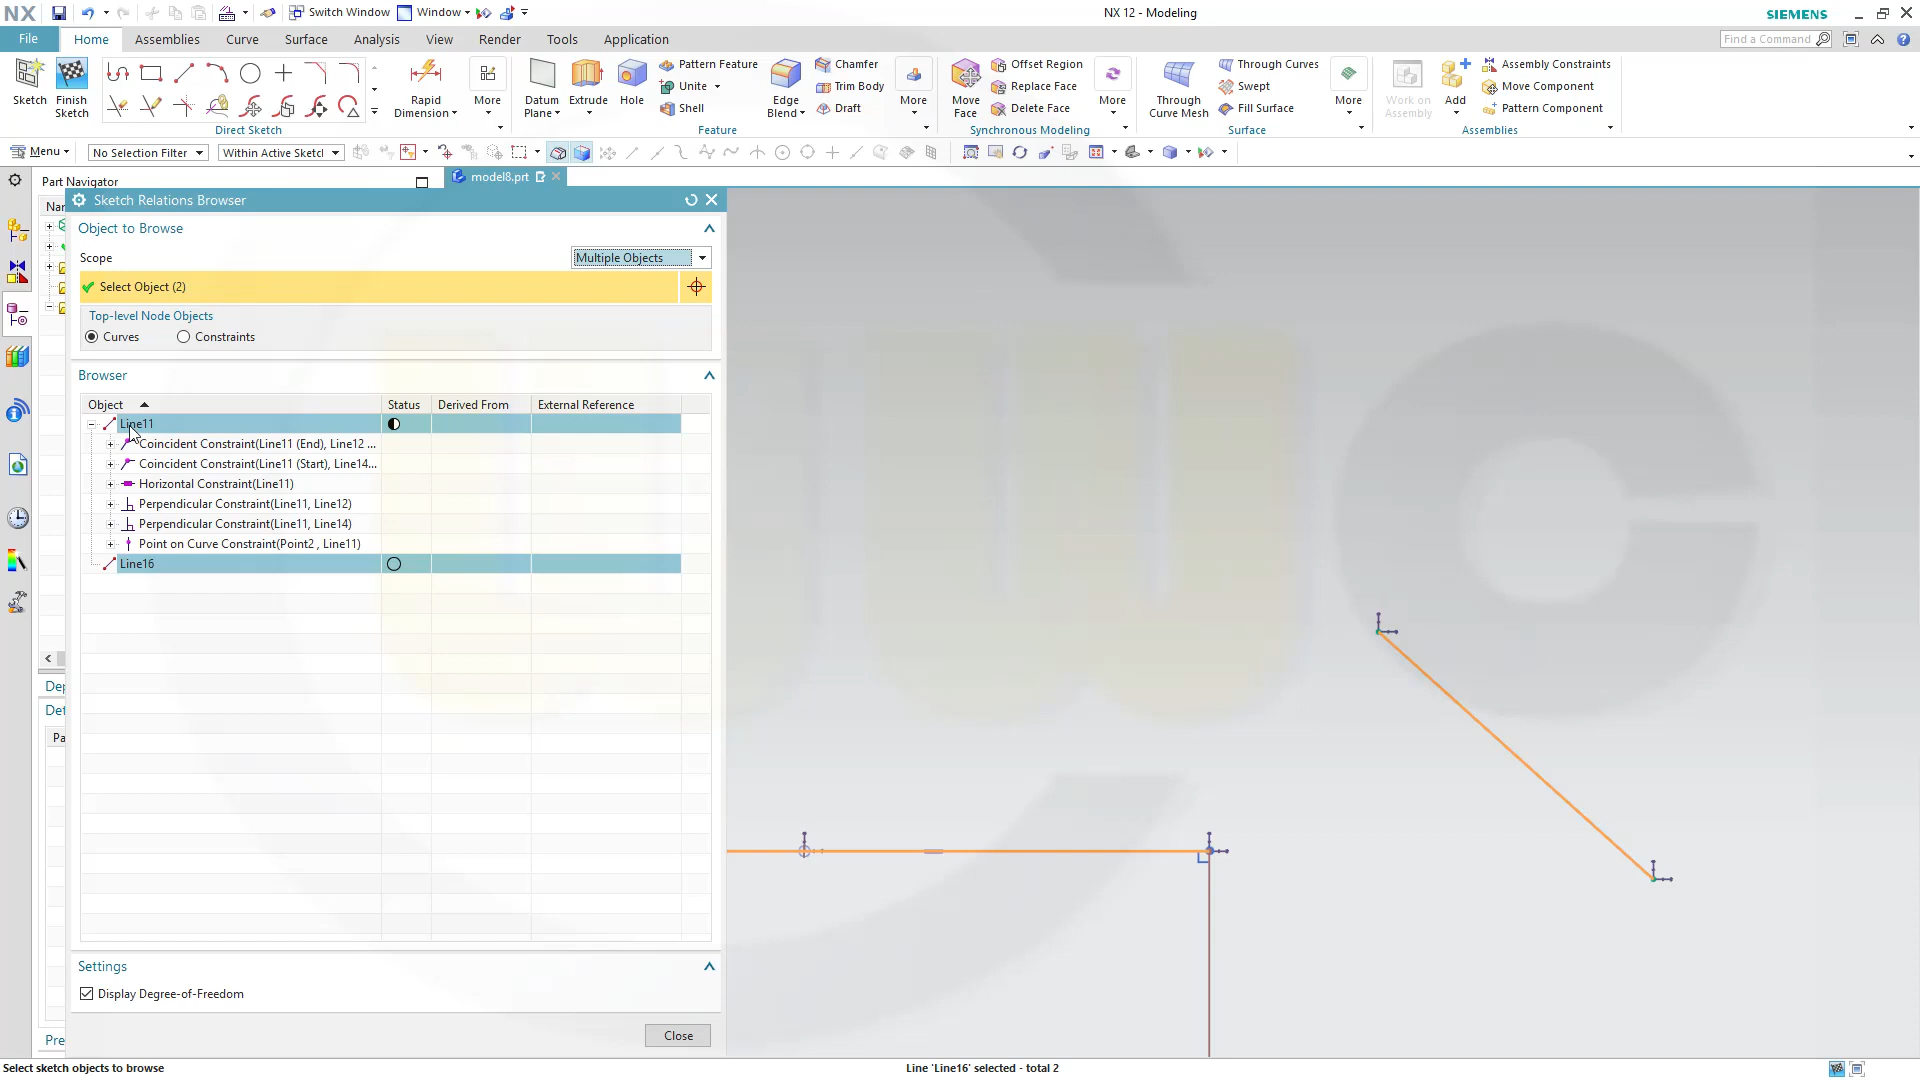 NX
Switch Window
Window
NX 12 - Modeling
SIEMENS
File
Home
Assemblies
Curve
Surface
Analysis
View
Render
Tools
Application
Find a Command
Sketch
Finish
Sketch
Direct Sketch
Rapid
Dimension
More
Datum
Plane
Extrude
Hole
Pattern Feature
Unite
Shell
Edge
Blend
Chamfer
Trim Body
Draft
More
Feature
Move
Face
Offset Region
Replace Face
Delete Face
More
Synchronous Modeling
Through
Curve Mesh
Through Curves
Swept
Fill Surface
More
Surface
Work on
Assembly
Add
Assembly Constraints
Move Component
Pattern Component
Assemblies
Menu
No Selection Filter
Within Active Sketcl
Part Navigator
model8.prt
Nar
Sketch Relations Browser
Object to Browse
Scope
Multiple Objects
Select Object (2)
Top-level Node Objects
Curves
Constraints
Browser
Object
Status
Derived From
External Reference
Line11
Coincident Constraint(Line11 (End), Line12 ...
Coincident Constraint(Line11 (Start), Line14...
Horizontal Constraint(Line11)
Perpendicular Constraint(Line11, Line12)
Perpendicular Constraint(Line11, Line14)
Point on Curve Constraint(Point2 , Line11)
Line16
Dep
Det
Pa
Settings
Display Degree-of-Freedom
Close
Pre
Select sketch objects to browse
Line 'Line16' selected - total 2